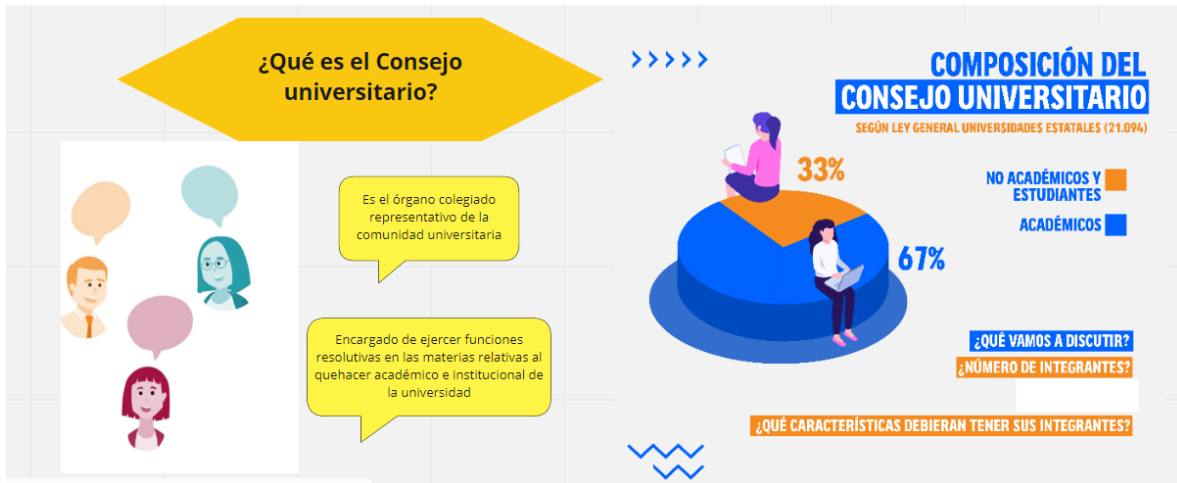 ¿Qué es el Consejo
universitario?
Es el órgano colegiado
representativo de la
comunidad universitaria
Encargado de ejercer funciones
resolutivas en las materias relativas al
quehacer académico e institucional de
la universidad
>>>>>
COMPOSICIÓN DEL
CONSEJO UNIVERSITARIO
SEGÚN LEY GENERAL UNIVERSIDADES ESTATALES (21.094)
33%
NO ACADÉMICOS Y
ESTUDIANTES
ACADÉMICOS
67%
¿QUÉ VAMOS A DISCUTIR?
¿NÚMERO DE INTEGRANTES?
¿QUÉ CARACTERÍSTICAS DEBIERAN TENER SUS INTEGRANTES?